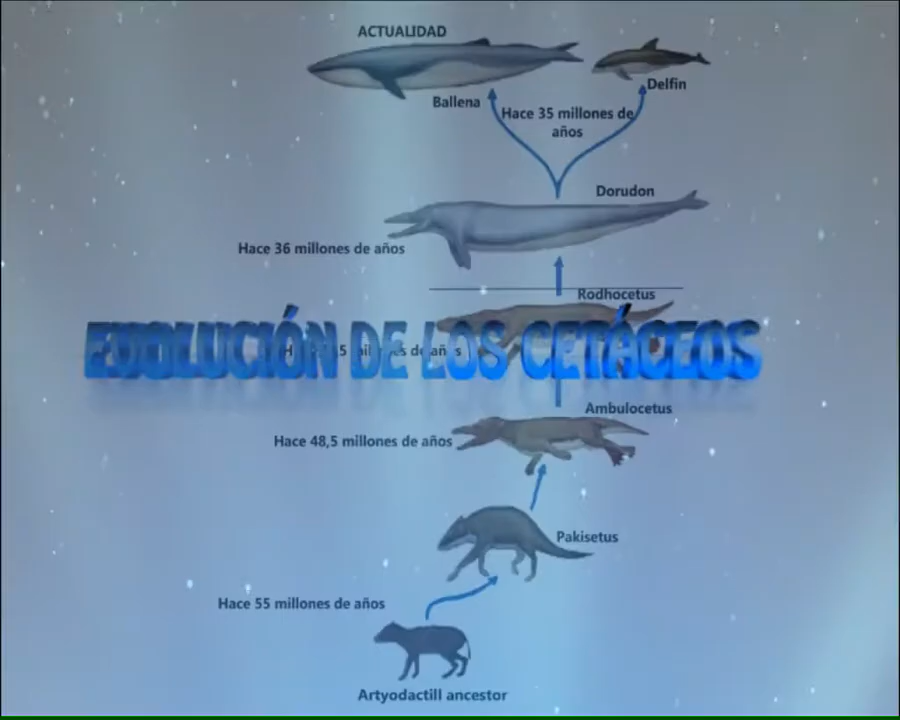 ACTUALIDAD
Delfin
Ballena
Hace 35 millones de
años
Dorudon
Hace 36 millones de años
Rodhocetus
EVOLUCIÓN DE LOS CETÁCEOS
Ambulocetus
Hace 48,5 millones de años
Pakisetus
Hace 55 millones de años
Artyodactill ancestor